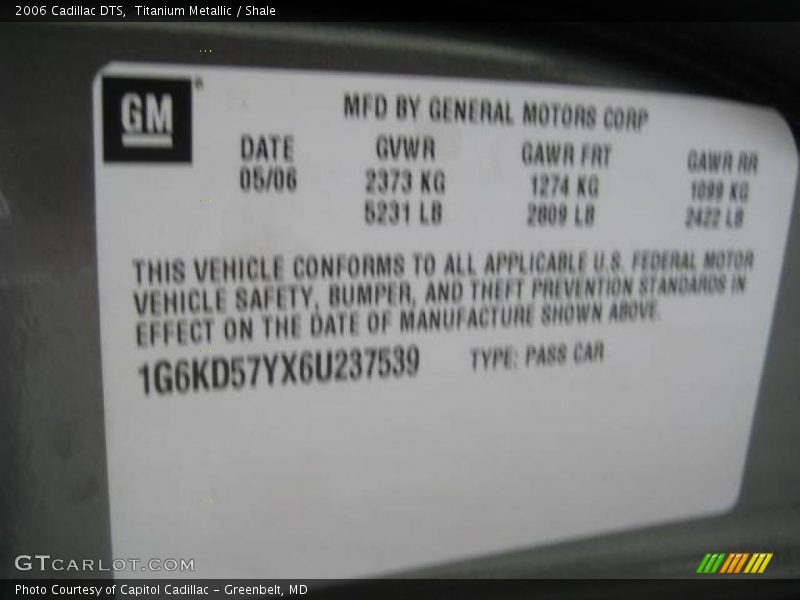 2006 Cadillac DTS,  Titanium Metallic / Shale
GM®
MFD BY GENERAL MOTORS CORP
DATE GVWR GAWR FRT GAWR RR
05/06 2373 KG 1274 KG 1099 KG
5231 LB 2809 LB 2422 LB
THIS VEHICLE CONFORMS TO ALL APPLICABLE U.S. FEDERAL MOTOR
VEHICLE SAFETY, BUMPER, AND THEFT PREVENTION STANDARDS IN
EFFECT ON THE DATE OF MANUFACTURE SHOWN ABOVE.
1G6KD57YX6U237539 TYPE: PASS CAR
GTCARLOT.COM
Photo Courtesy of Capitol Cadillac - Greenbelt, MD